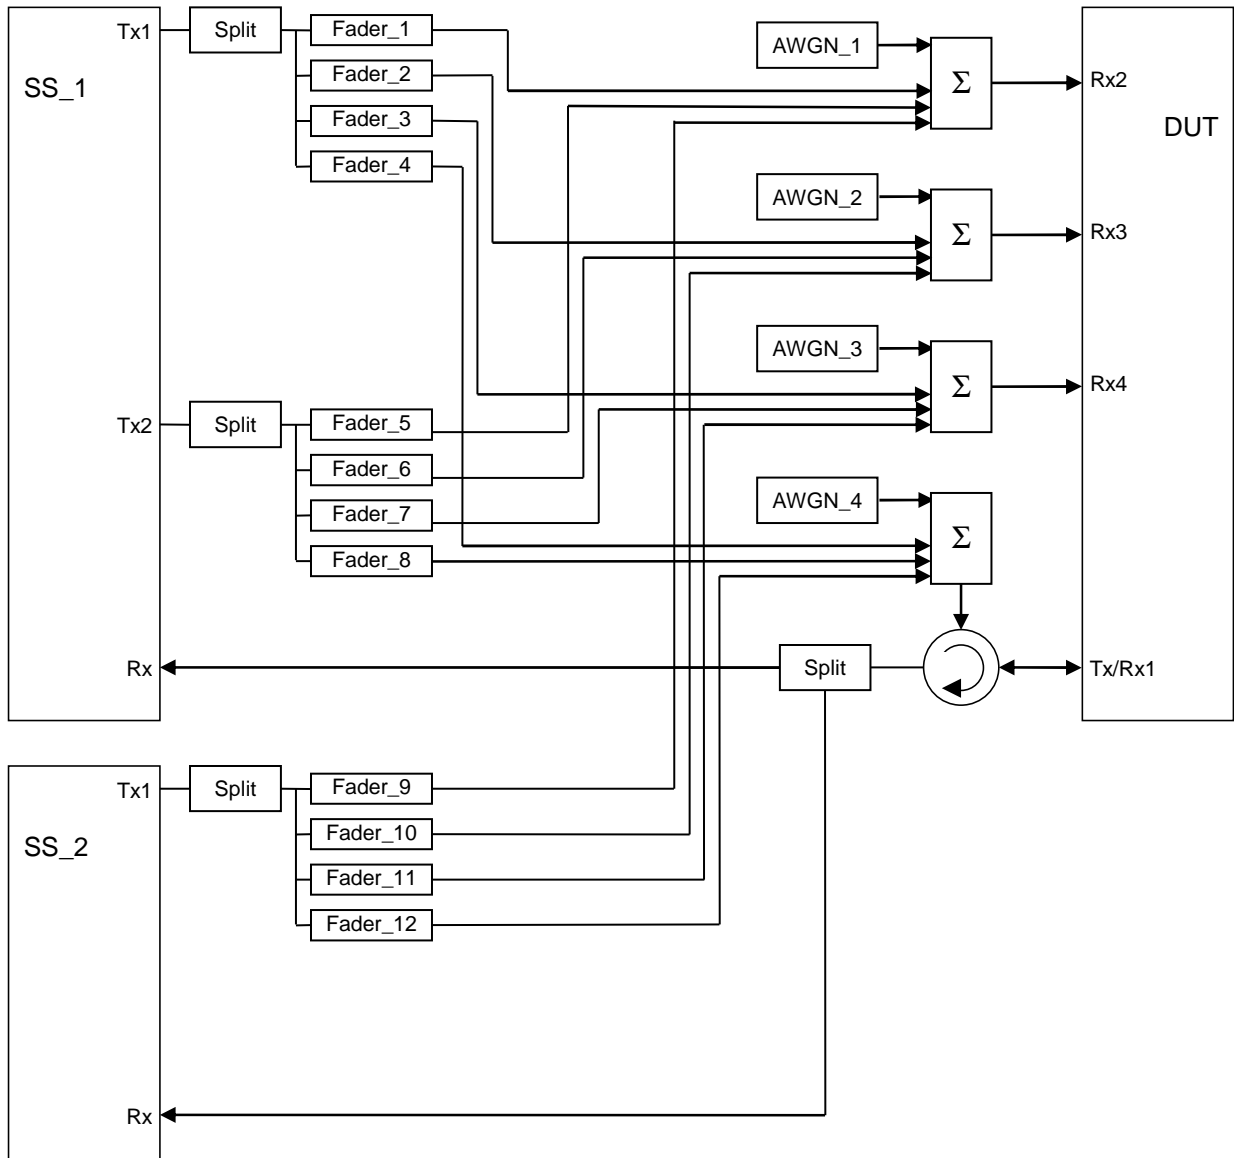 SS_1
Tx1
Split
Fader_1
Fader_2
Fader_3
Fader_4
AWGN_1
Σ
Rx2
DUT
AWGN_2
Σ
Rx3
AWGN_3
Σ
Rx4
Tx2
Split
Fader_5
Fader_6
Fader_7
Fader_8
AWGN_4
Σ
Rx
Split
Tx/Rx1
SS_2
Tx1
Split
Fader_9
Fader_10
Fader_11
Fader_12
Rx